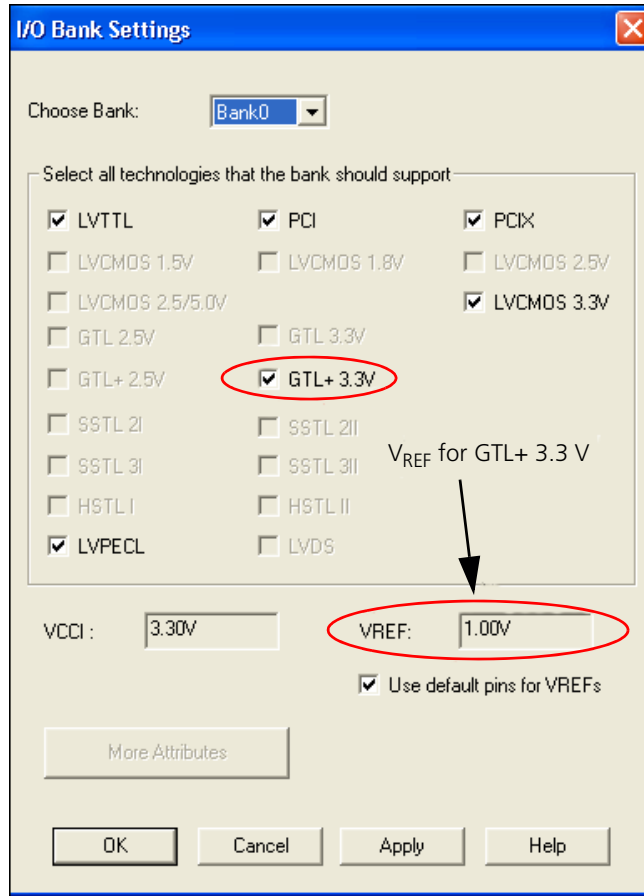 I/O Bank Settings
Choose Bank: Bank0
Select all technologies that the bank should support
LVTTL PCI PCIX
LVCMOS 1.5V LVCMOS 1.8V LVCMOS 2.5V
LVCMOS 2.5/5.0V LVCMOS 3.3V
GTL 2.5V GTL 3.3V
GTL+ 2.5V GTL+ 3.3V
SSTL 2I SSTL 2II
SSTL 3I SSTL 3II
VREF for GTL+ 3.3 V
HSTL I HSTL II
LVPECL LVDS
VCCI : 3.30V VREF: 1.00V
Use default pins for VREFs
More Attributes
OK Cancel Apply Help